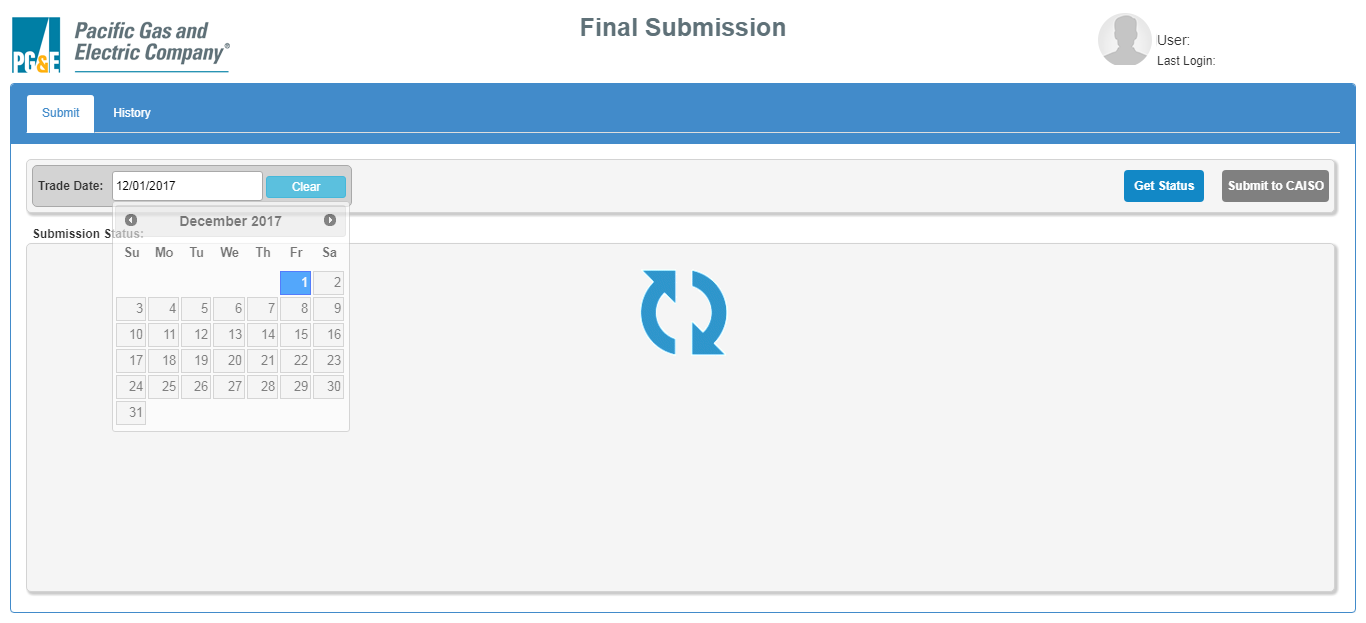 Pacific Gas and
Electric Company®
PG&E
Final Submission
User:
Last Login:
Submit History
Trade Date: 12/01/2017 Clear
Get Status Submit to CAISO
December 2017
Submission Status:
Su Mo Tu We Th Fr Sa
1 2
3 4 5 6 7 8 9
10 11 12 13 14 15 16
17 18 19 20 21 22 23
24 25 26 27 28 29 30
31